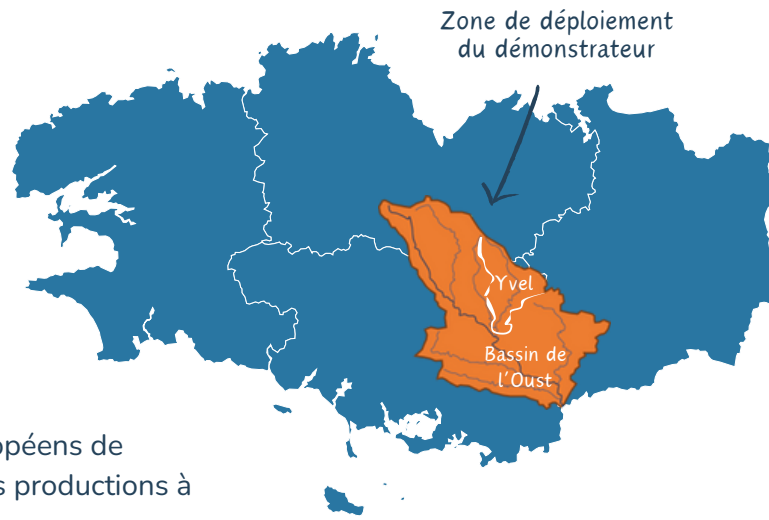 Zone de déploiement
du démonstrateur
Yvel
Bassin de
l'Oust
opéens de
s productions à